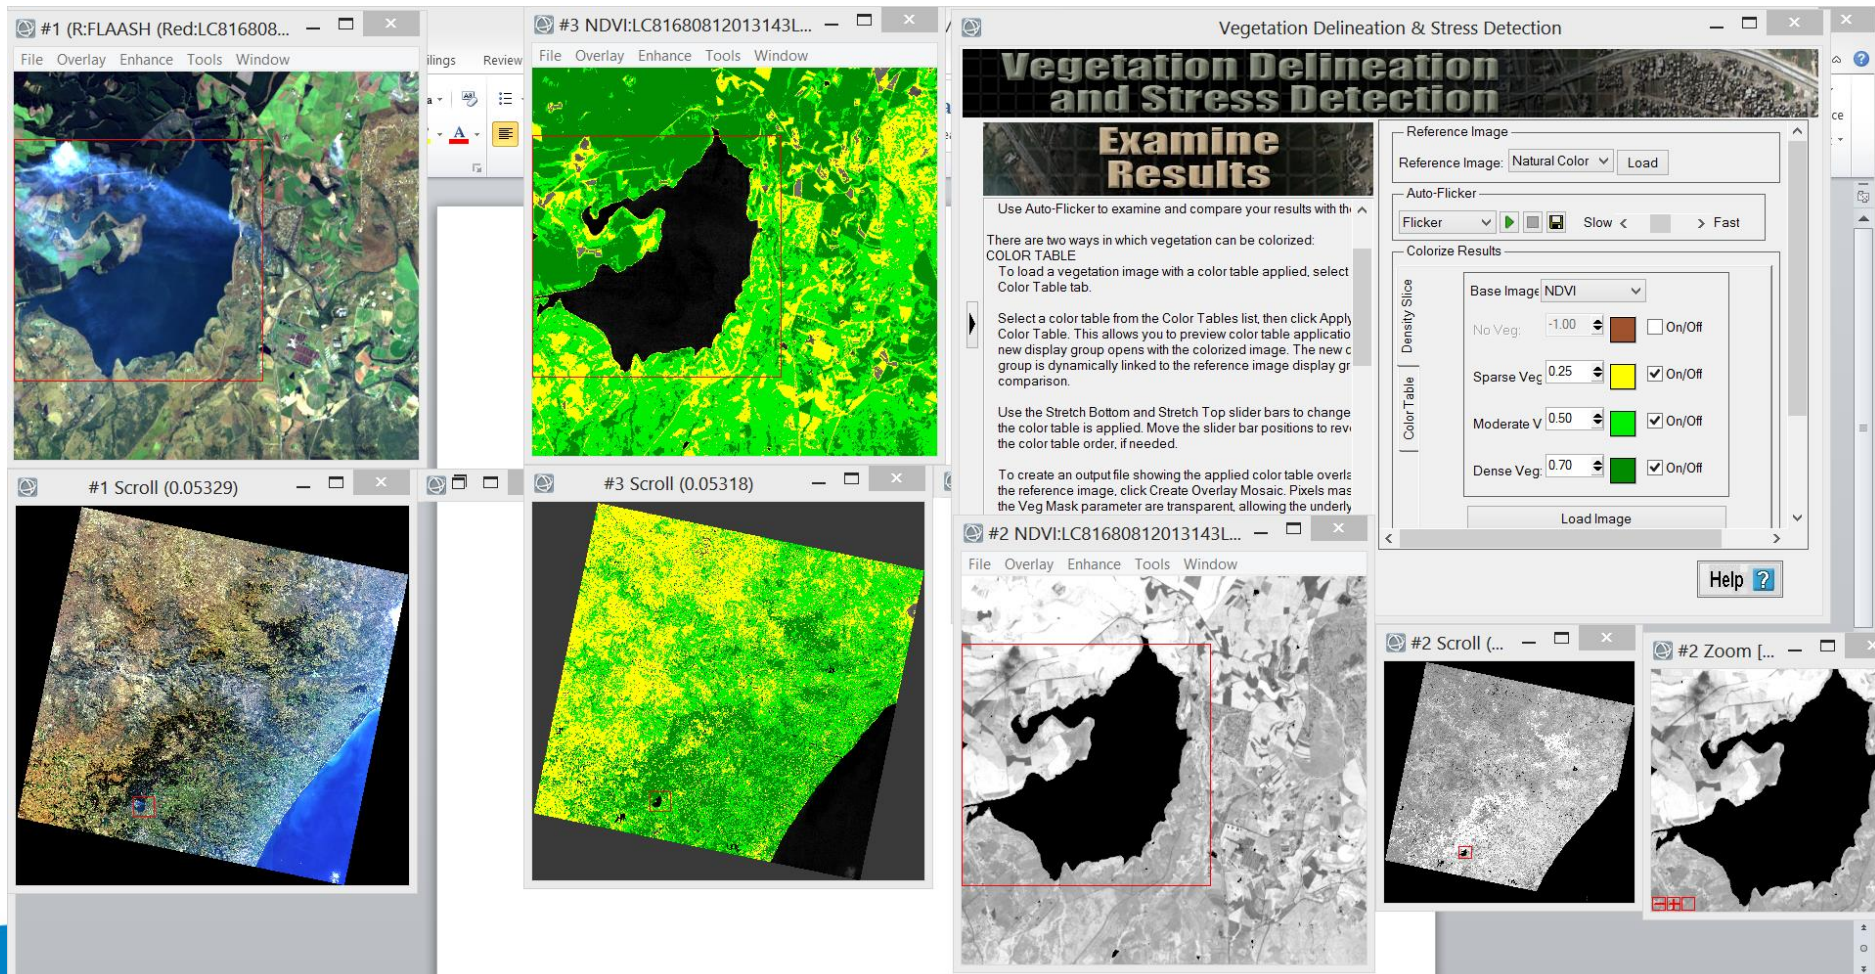 #1 (R:FLAASH (Red:LC816808...
File Overlay Enhance Tools Window
ilings Review
#3 NDVI:LC81680812013143L...
File Overlay Enhance Tools Window
Vegetation Delineation & Stress Detection
Vegetation Delineation
and Stress Detection
Examine
Results
Use Auto-Flicker to examine and compare your results with the
There are two ways in which vegetation can be colorized:
COLOR TABLE
To load a vegetation image with a color table applied, select
Color Table tab.
Select a color table from the Color Tables list, then click Apply
Color Table. This allows you to preview color table applicatio
new display group opens with the colorized image. The new c
group is dynamically linked to the reference image display gr
comparison.
Use the Stretch Bottom and Stretch Top slider bars to change
the color table is applied. Move the slider bar positions to rev
the color table order, if needed.
To create an output file showing the applied color table overla
the reference image, click Create Overlay Mosaic. Pixels mas
the Veg Mask parameter are transparent, allowing the underly
Reference Image
Reference Image: Natural Color Load
Auto-Flicker
Flicker Slow < > Fast
Colorize Results
Density Slice
Color Table
Base Image NDVI
No Veg: -1.00 On/Off
Sparse Veg 0.25 On/Off
Moderate V 0.50 On/Off
Dense Veg: 0.70 On/Off
Load Image
Help ?
#1 Scroll (0.05329)
#3 Scroll (0.05318)
#2 NDVI:LC81680812013143L...
File Overlay Enhance Tools Window
#2 Scroll (...
#2 Zoom [...